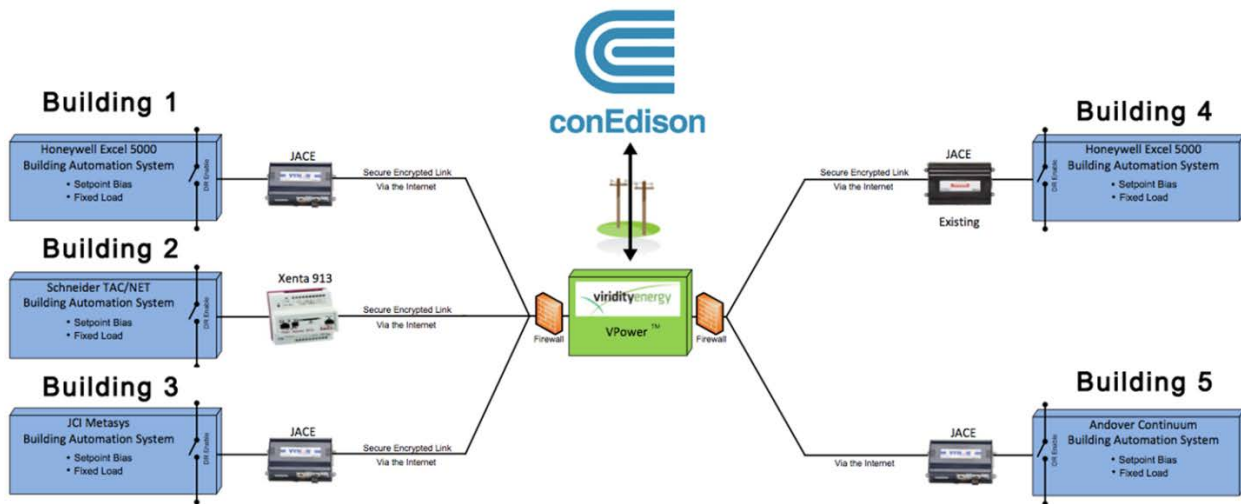 conEdison
Building 1
Honeywell Excel 5000
Building Automation System
• Setpoint Bias
• Fixed Load
DR Enable
JACE
Secure Encrypted Link
Via the Internet
Building 2
Schneider TAC/NET
Building Automation System
• Setpoint Bias
• Fixed Load
DR Enable
Xenta 913
Secure Encrypted Link
Via the Internet
Building 3
JCI Metasys
Building Automation System
• Setpoint Bias
• Fixed Load
DR Enable
JACE
Secure Encrypted Link
Via the Internet
Firewall
viridityenergy
VPower ™
Firewall
Building 4
Secure Encrypted Link
Via the Internet
JACE
Existing
DR Enable
Honeywell Excel 5000
Building Automation System
• Setpoint Bias
• Fixed Load
Building 5
Via the Internet
JACE
DR Enable
Andover Continuum
Building Automation System
• Setpoint Bias
• Fixed Load